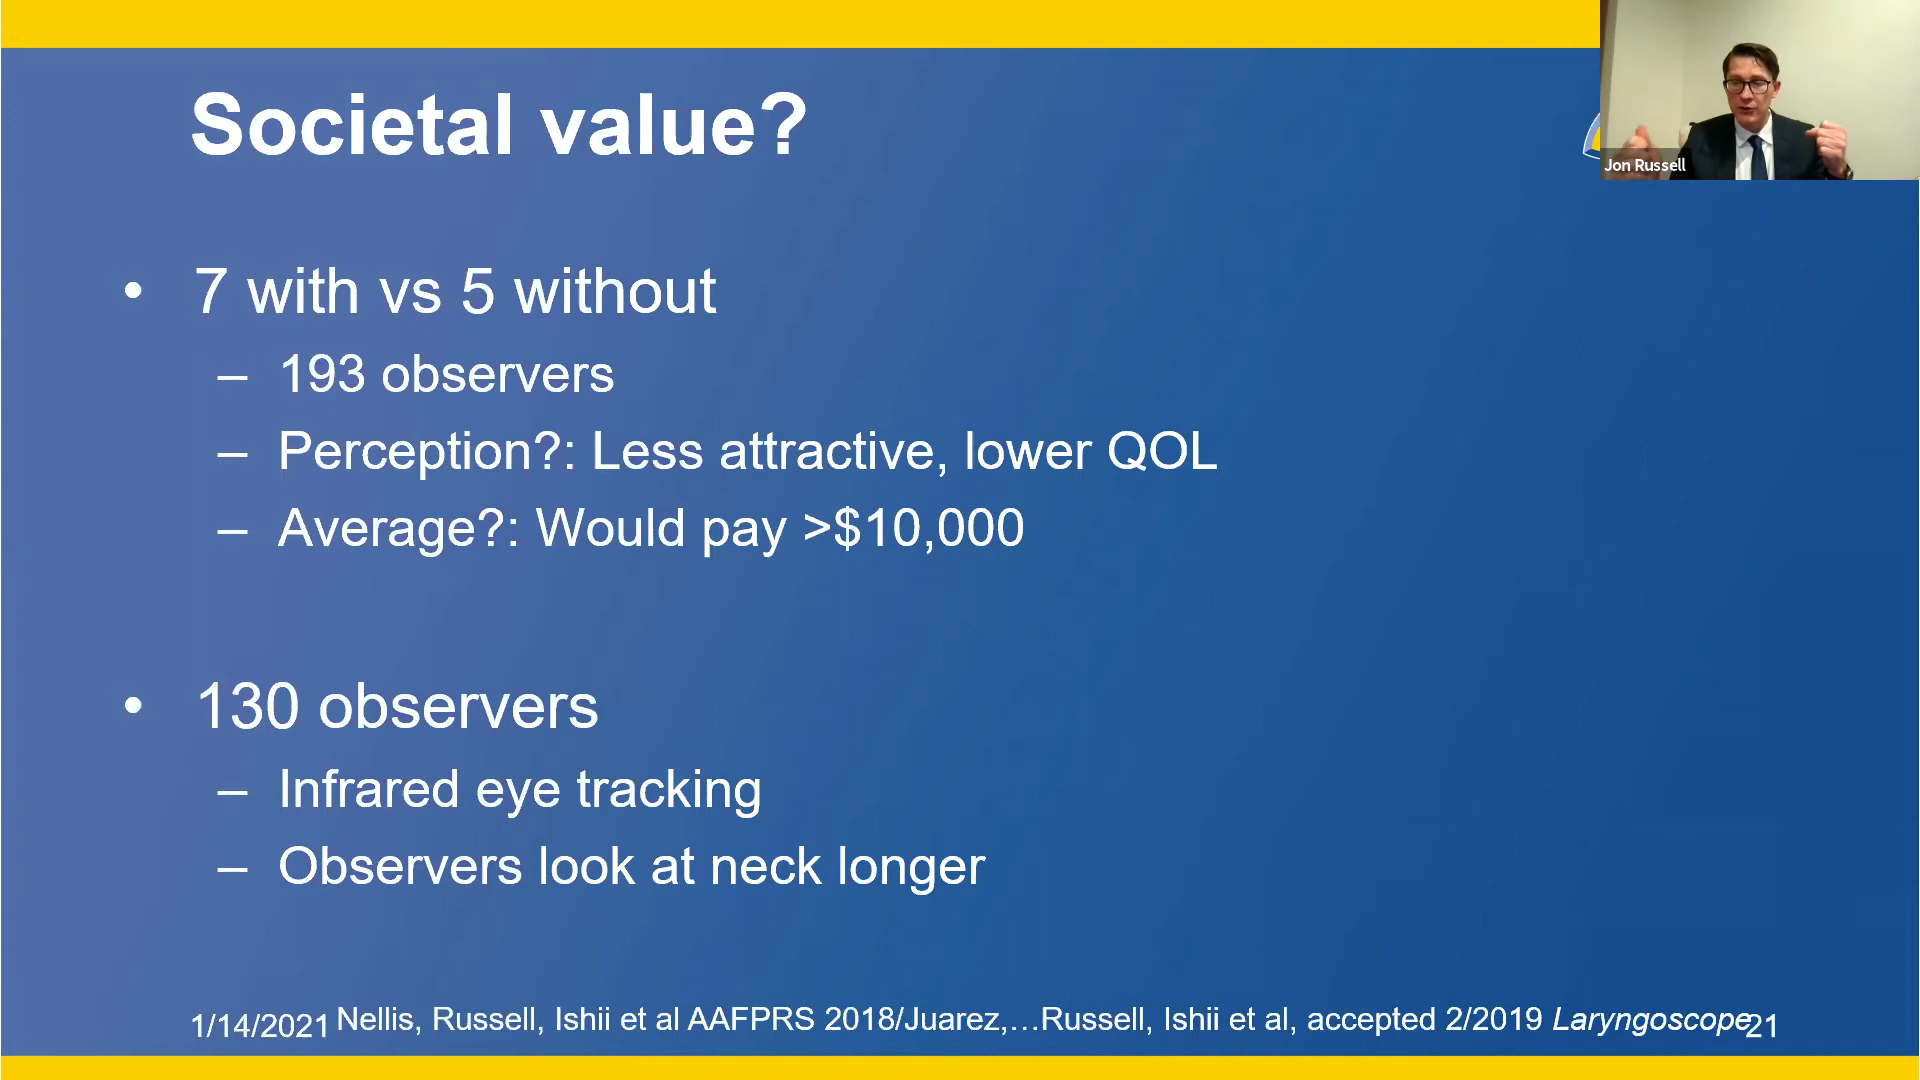 Societal value?
Jon Russell
• 7 with vs 5 without
– 193 observers
– Perception?: Less attractive, lower QOL
– Average?: Would pay >$10,000
• 130 observers
– Infrared eye tracking
– Observers look at neck longer
1/14/2021 Nellis, Russell, Ishii et al AAFPRS 2018/Juarez,…Russell, Ishii et al, accepted 2/2019 Laryngoscope 21